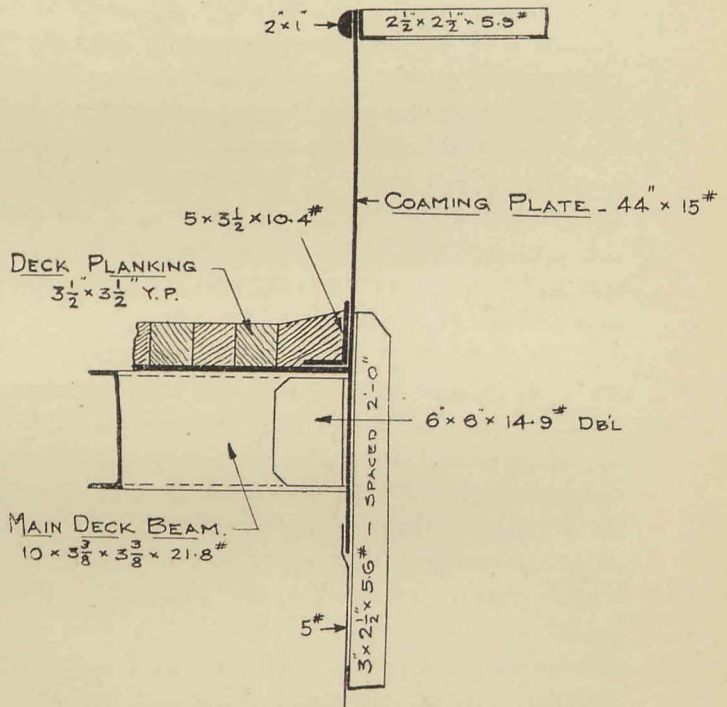 2" × 1"
2½" × 2½" × 5.9#
COAMING PLATE - 44" × 15#
5 × 3½ × 10.4#
DECK PLANKING
3½" × 3½" Y.P.
6" × 6" × 14.9# DB'L
MAIN DECK BEAM.
10 × 3⅜ × 3⅜ × 21.8#
3" × 2½" × 5.6# — SPACED 2'-0"
5#